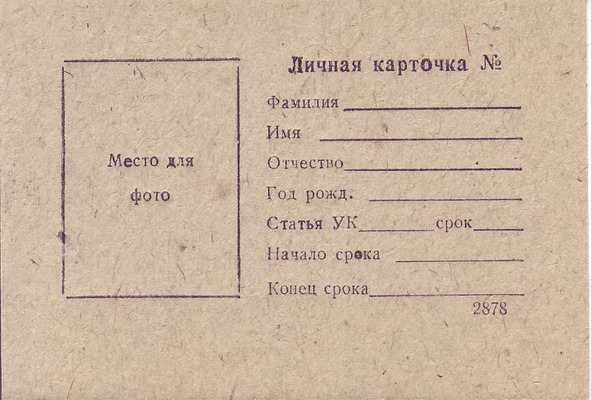 Место для
фото
Личная карточка №
Фамилия
Имя
Отчество
Год рожд.
Статья УК срок
Начало срока
Конец срока
2878